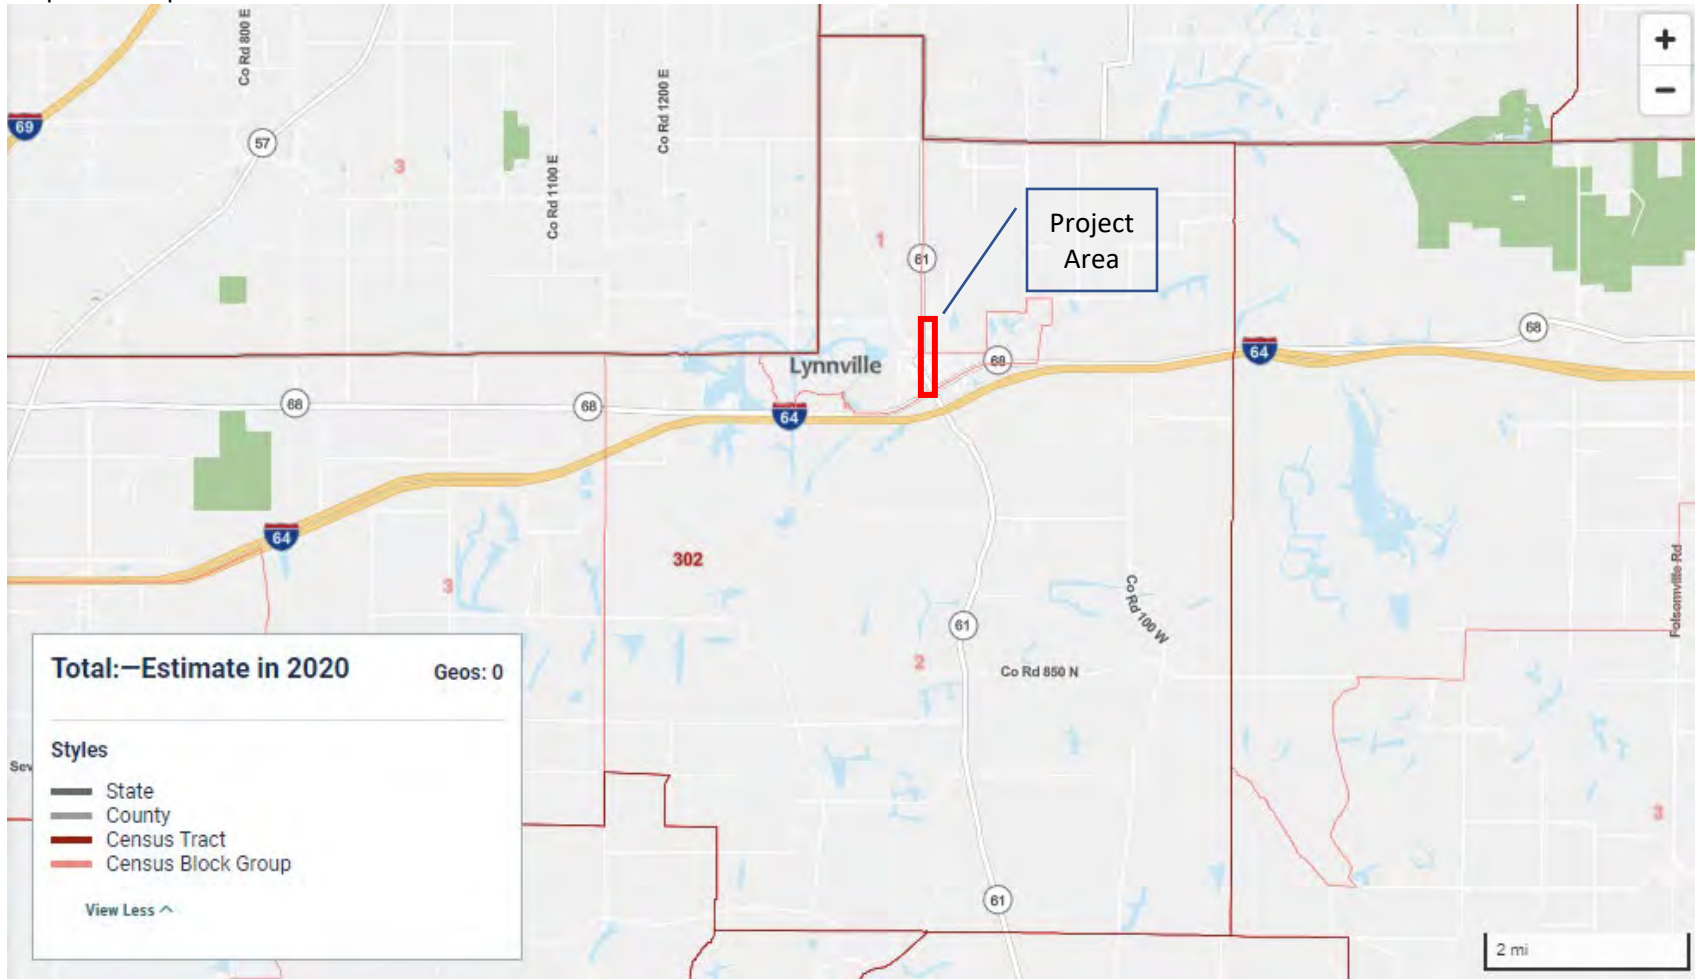 Co Rd 800 E
Co Rd 1200 E
69
57
3
Co Rd 1100 E
1
61
Project
Area
Lynnville
68
64
68
68
68
64
64
302
3
2
61
Co Rd 100 W
Co Rd 850 N
Folsomville Rd
3
61
Total:—Estimate in 2020
Geos: 0
Styles
State
County
Census Tract
Census Block Group
View Less
+
−
2 mi